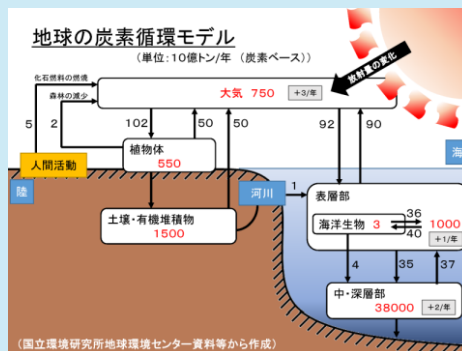 地球の炭素循環モデル
(単位:10億トン/年 (炭素ベース))
放射量の変化
化石燃料の燃焼
大気 750
+3/年
森林の減少
5
2
102
50
50
92
90
人間活動
植物体
550
海
陸
河川
1
表層部
土壌・有機堆積物
1500
海洋生物 3
36
40
1000
+1/年
4
35
37
中・深層部
38000
+2/年
(国立環境研究所地球環境センター資料等から作成)